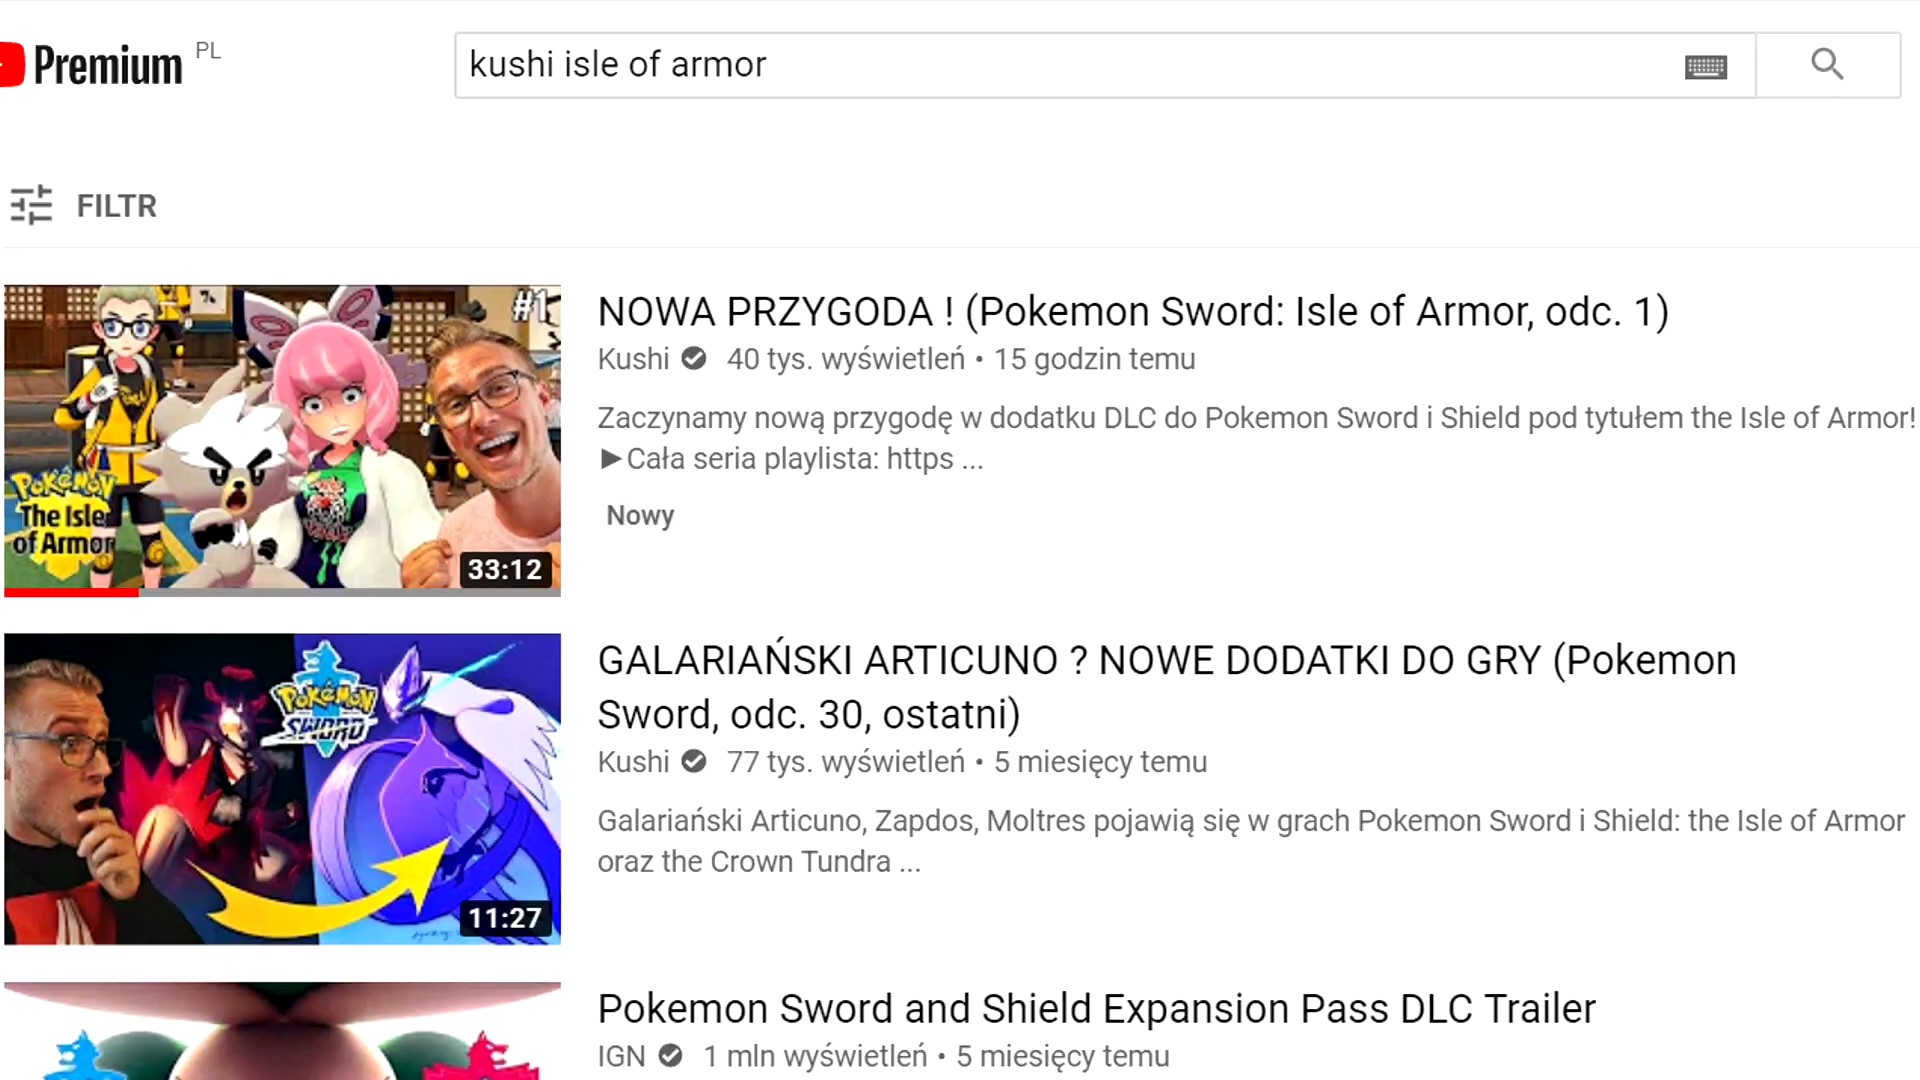 Premium PL
kushi isle of armor
FILTR
#1
Pokémon
The Isle
of Armor
33:12
NOWA PRZYGODA ! (Pokemon Sword: Isle of Armor, odc. 1)
Kushi 40 tys. wyświetleń • 15 godzin temu
Zaczynamy nową przygodę w dodatku DLC do Pokemon Sword i Shield pod tytułem the Isle of Armor!
►Cała seria playlista: https ...
Nowy
Pokémon
SWORD
11:27
GALARIAŃSKI ARTICUNO ? NOWE DODATKI DO GRY (Pokemon
Sword, odc. 30, ostatni)
Kushi 77 tys. wyświetleń • 5 miesięcy temu
Galariański Articuno, Zapdos, Moltres pojawią się w grach Pokemon Sword i Shield: the Isle of Armor
oraz the Crown Tundra ...
Pokemon Sword and Shield Expansion Pass DLC Trailer
IGN 1 mln wyświetleń • 5 miesięcy temu